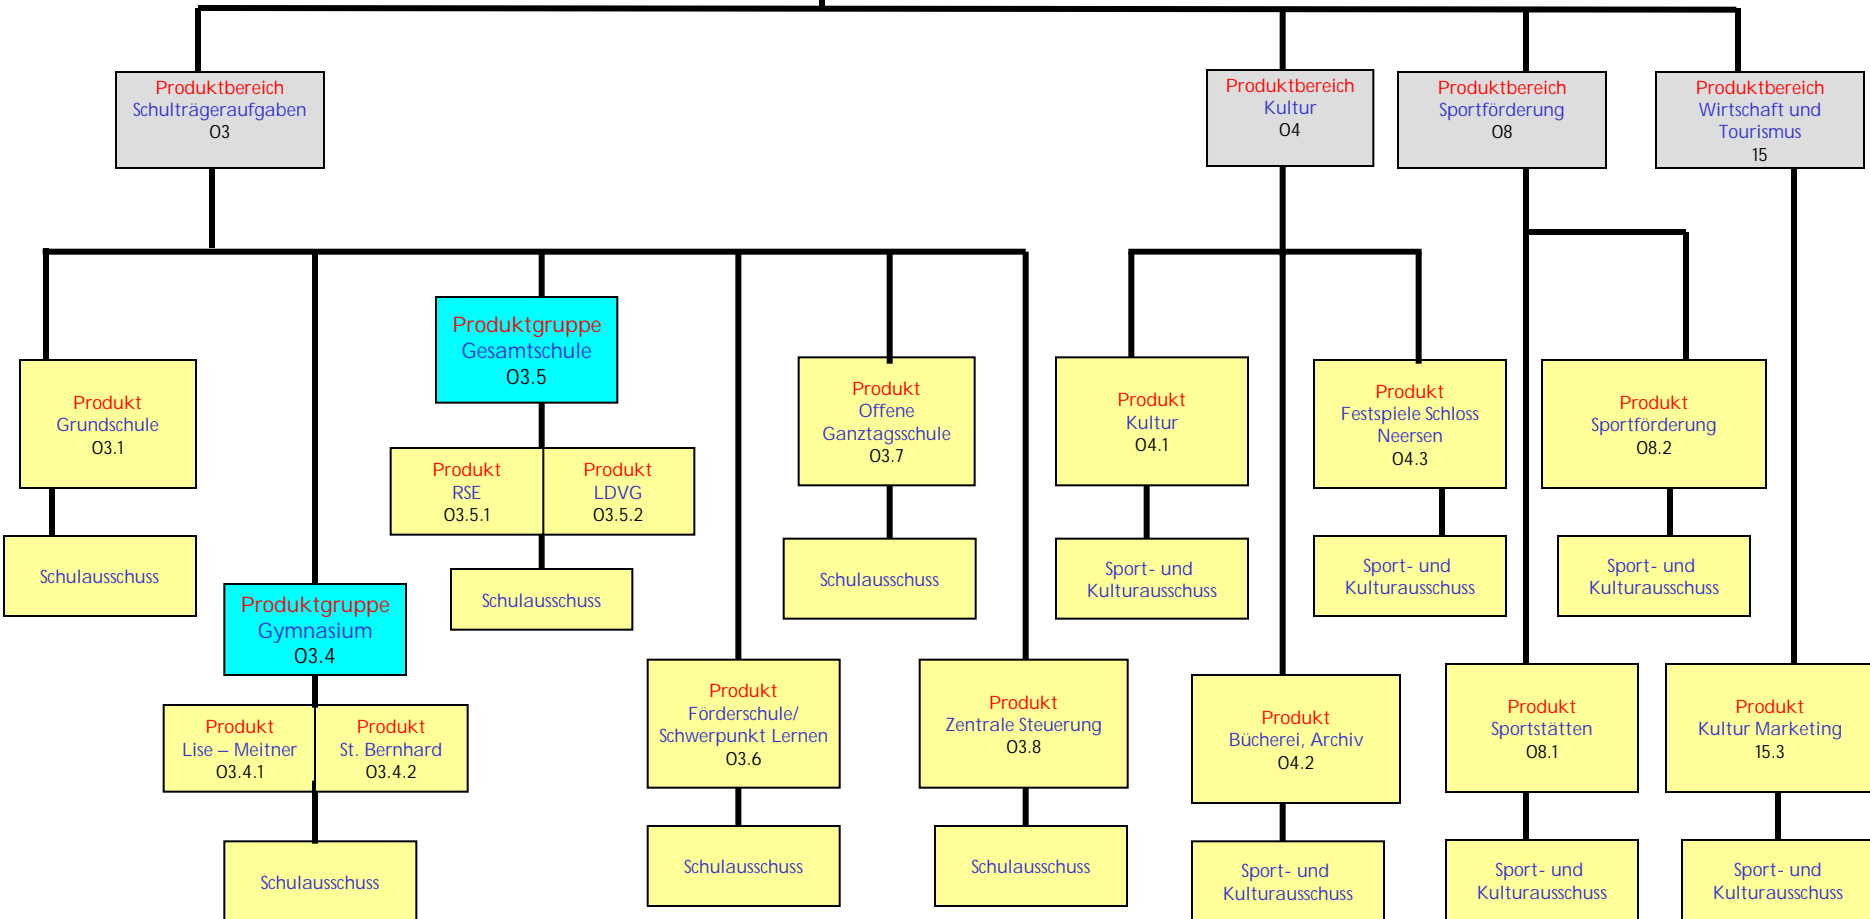 Produktbereich
Schulträgeraufgaben
03
Produktbereich
Kultur
04
Produktbereich
Sportförderung
08
Produktbereich
Wirtschaft und
Tourismus
15
Produktgruppe
Gesamtschule
03.5
Produkt
Grundschule
03.1
Produkt
RSE
03.5.1
Produkt
LDVG
03.5.2
Produkt
Offene
Ganztagsschule
03.7
Produkt
Kultur
04.1
Produkt
Festspiele Schloss
Neersen
04.3
Produkt
Sportförderung
08.2
Schulausschuss
Schulausschuss
Schulausschuss
Sport- und
Kulturausschuss
Sport- und
Kulturausschuss
Sport- und
Kulturausschuss
Produktgruppe
Gymnasium
03.4
Produkt
Lise – Meitner
03.4.1
Produkt
St. Bernhard
03.4.2
Produkt
Förderschule/
Schwerpunkt Lernen
03.6
Produkt
Zentrale Steuerung
03.8
Produkt
Bücherei, Archiv
04.2
Produkt
Sportstätten
08.1
Produkt
Kultur Marketing
15.3
Schulausschuss
Schulausschuss
Schulausschuss
Sport- und
Kulturausschuss
Sport- und
Kulturausschuss
Sport- und
Kulturausschuss